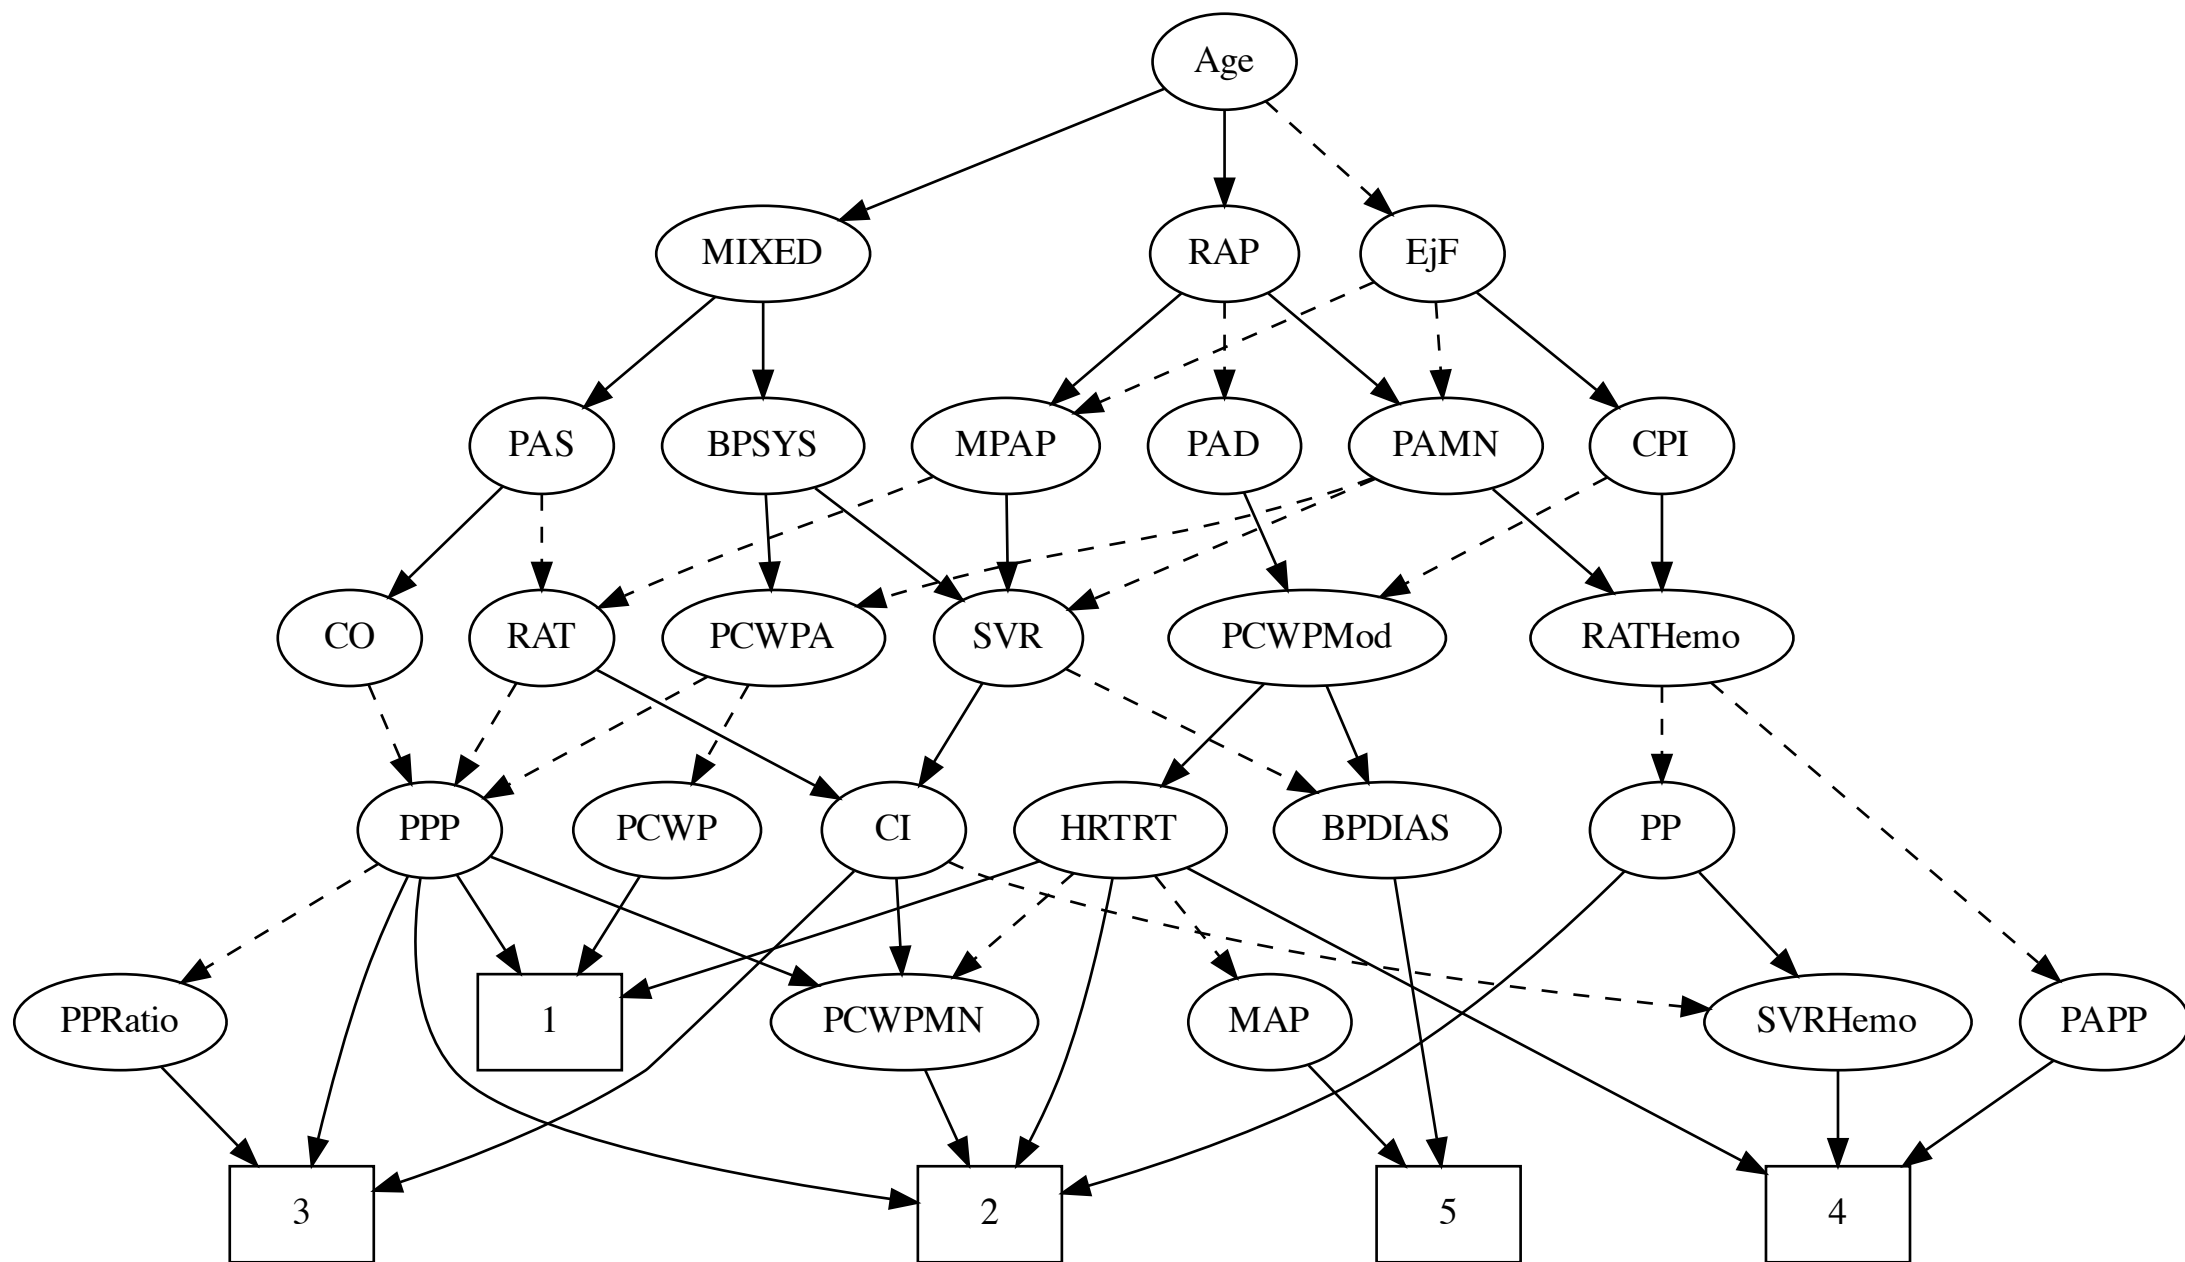 Age
MIXED
RAP
EjF
PAS
BPSYS
MPAP
PAD
PAMN
CPI
CO
RAT
PCWPA
SVR
PCWPMod
RATHemo
PPP
PCWP
CI
HRTRT
BPDIAS
PP
PPRatio
1
PCWPMN
MAP
SVRHemo
PAPP
3
2
5
4